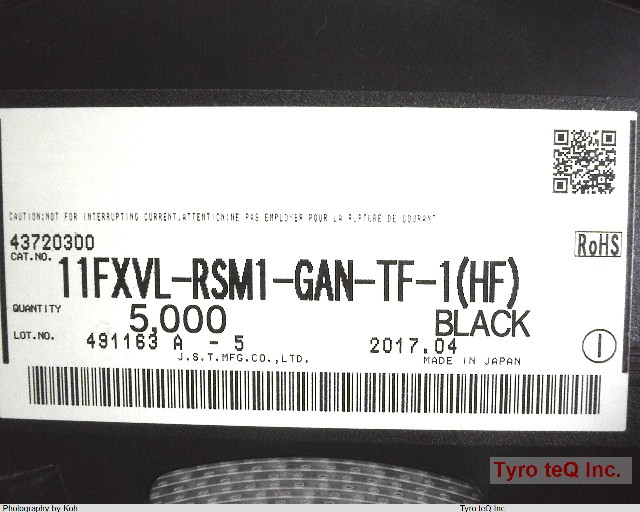 CAUTION:NOT FOR INTERRUPTING CURRENT,ATTENTION:NE PAS EMPLOYER POUR LA RUPTURE DE COURANT
43720300
RoHS
CAT.NO. 11FXVL-RSM1-GAN-TF-1(HF)
QUANTITY 5,000 BLACK
LOT.NO. 491163 A - 5 2017.04 1
J.S.T.MFG.CO.,LTD. MADE IN JAPAN
Tyro teQ Inc.
Photography by Koh Tyro teQ Inc